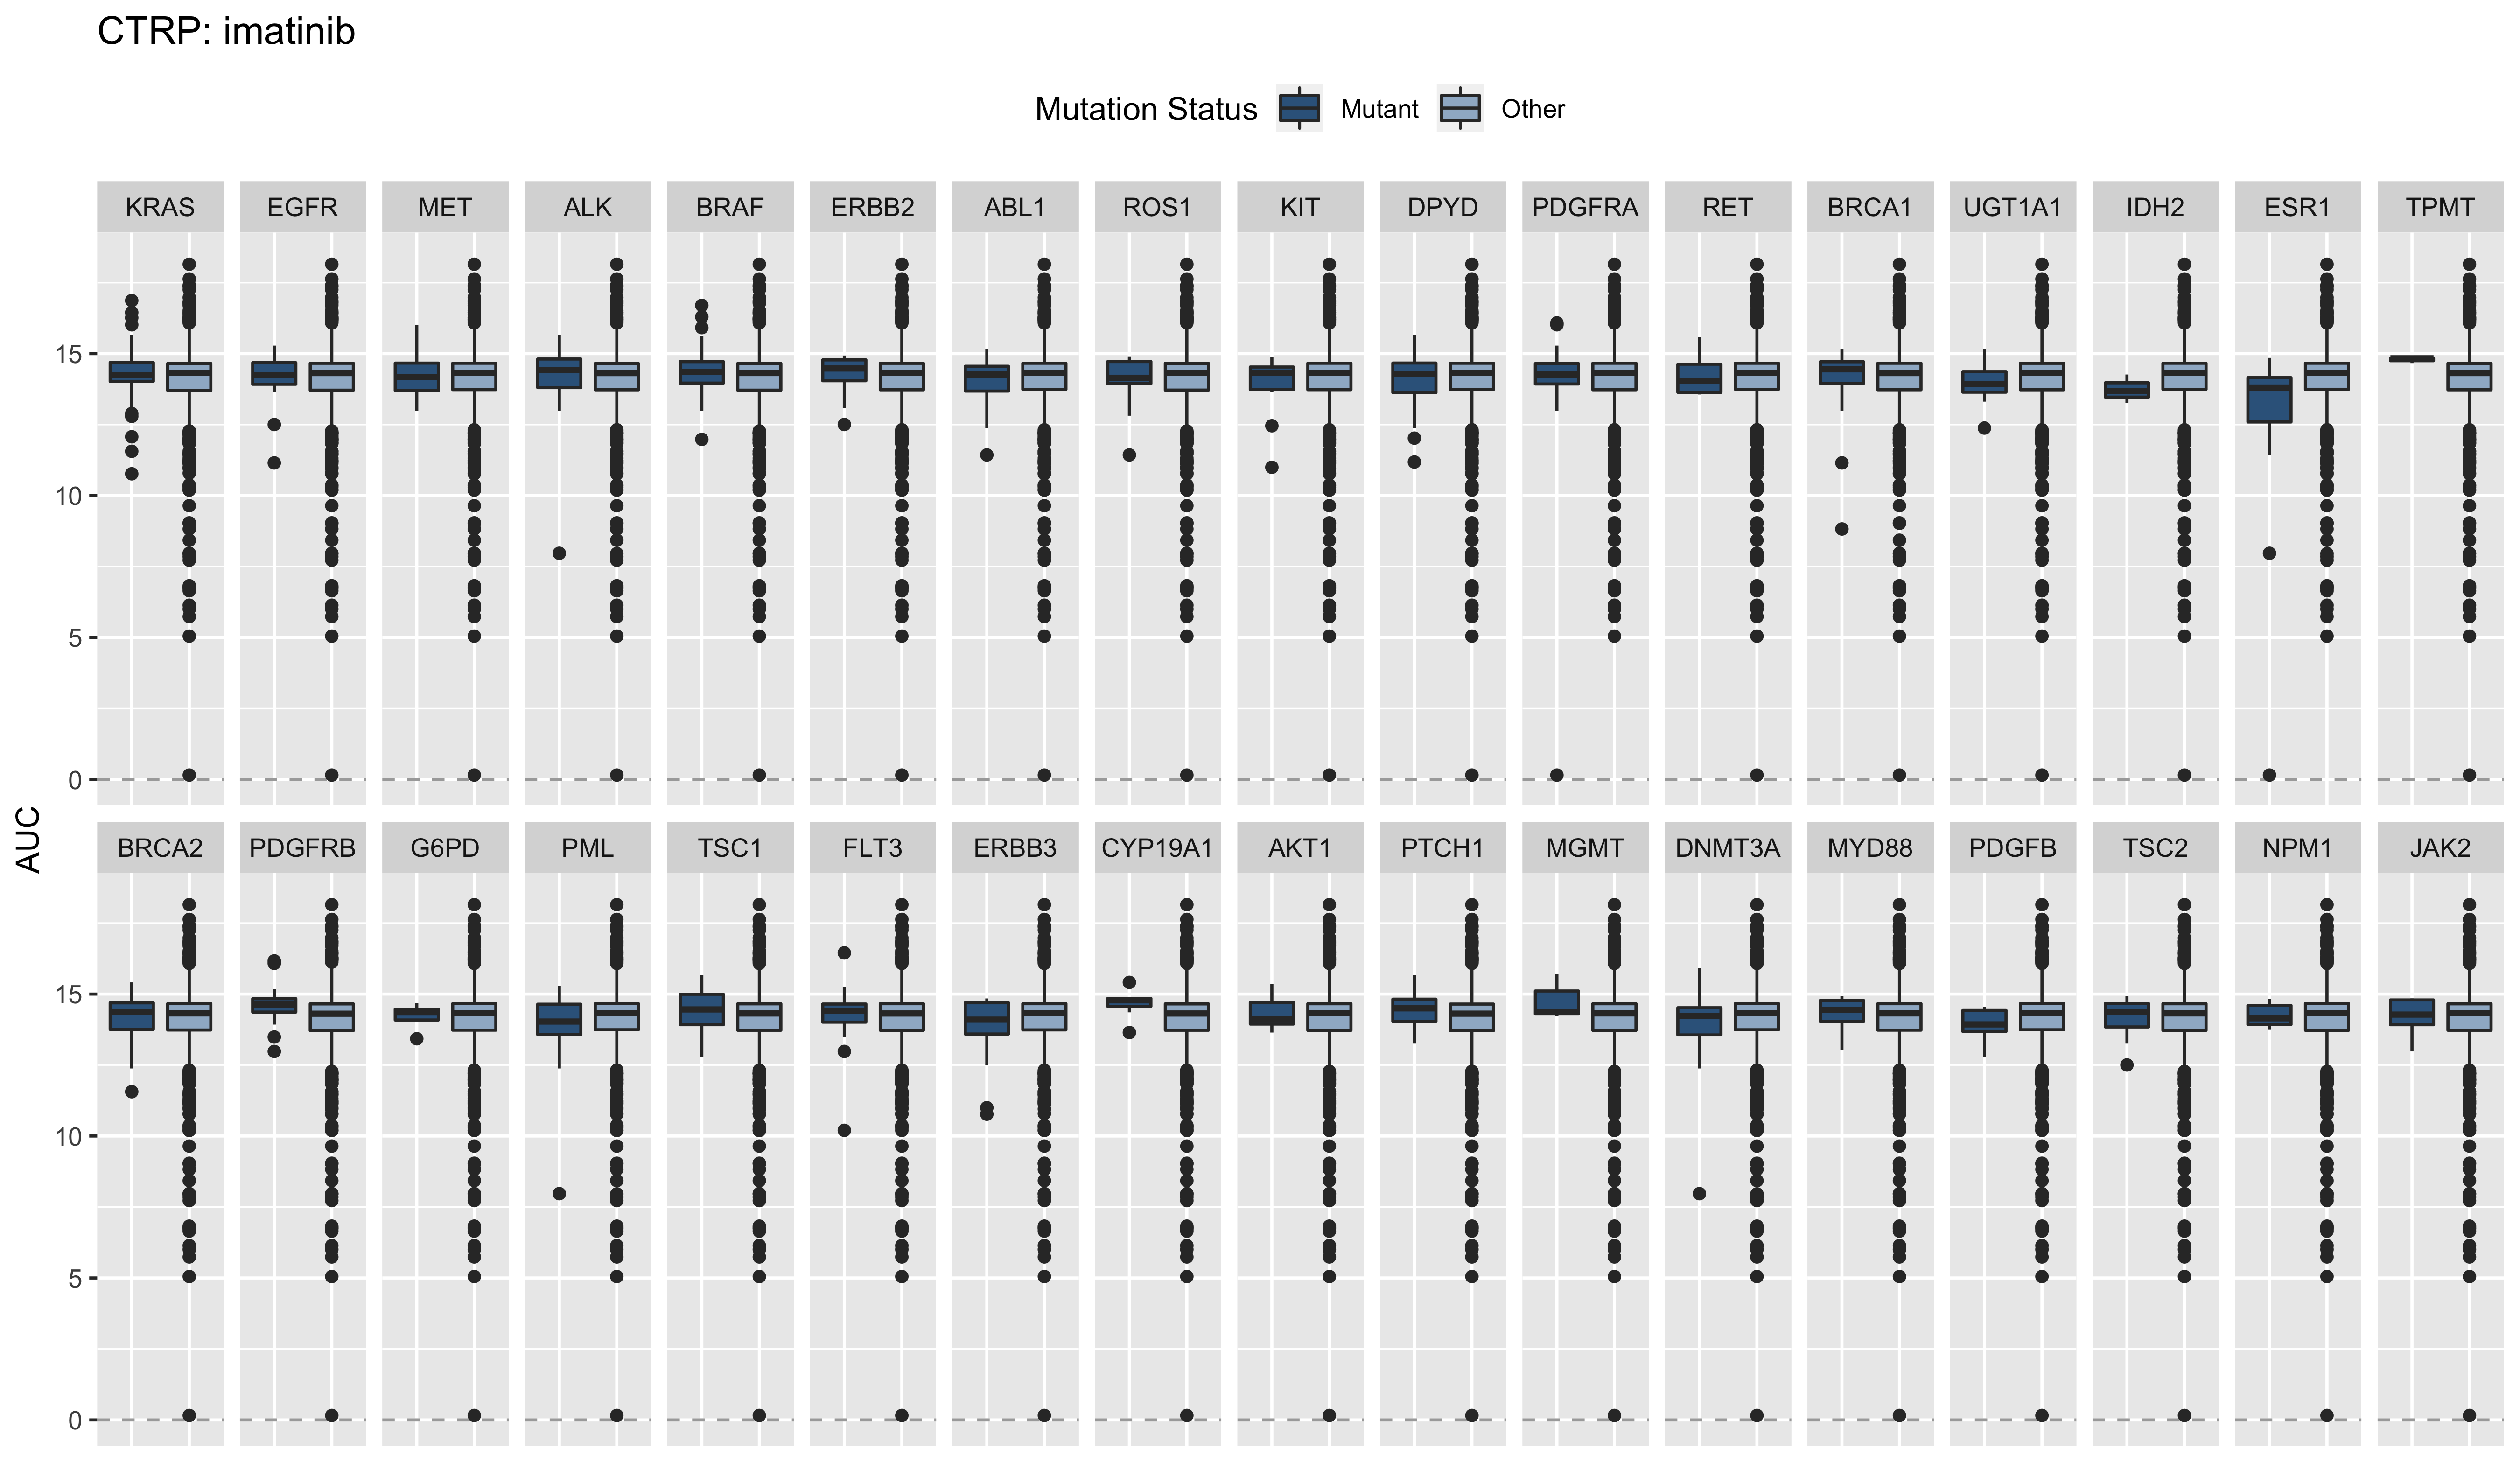 CTRP: imatinib
Mutation Status Mutant Other
KRAS EGFR MET ALK BRAF ERBB2 ABL1 ROS1 KIT DPYD PDGFRA RET BRCA1 UGT1A1 IDH2 ESR1 TPMT
15
10
5
0
AUC
BRCA2 PDGFRB G6PD PML TSC1 FLT3 ERBB3 CYP19A1 AKT1 PTCH1 MGMT DNMT3A MYD88 PDGFB TSC2 NPM1 JAK2
15
10
5
0